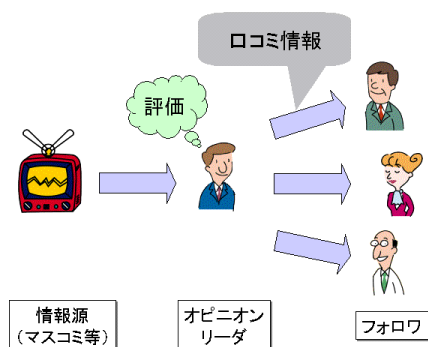 口コミ情報
評価
情報源
(マスコミ等)
オピニオン
リーダ
フォロワ